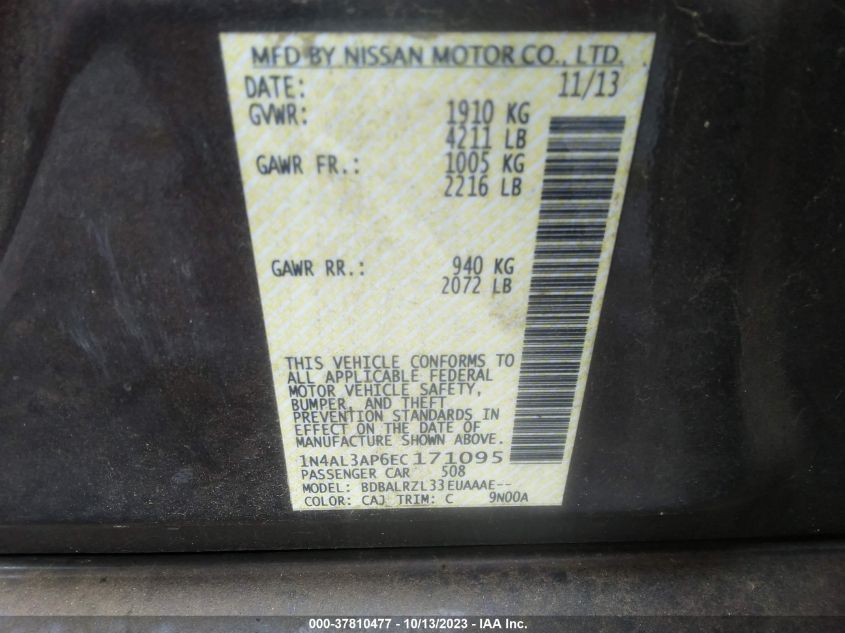 MFD BY NISSAN MOTOR CO., LTD.
DATE: 11/13
GVWR: 1910 KG
4211 LB
GAWR FR.: 1005 KG
2216 LB
GAWR RR.: 940 KG
2072 LB
THIS VEHICLE CONFORMS TO
ALL APPLICABLE FEDERAL
MOTOR VEHICLE SAFETY,
BUMPER, AND THEFT
PREVENTION STANDARDS IN
EFFECT ON THE DATE OF
MANUFACTURE SHOWN ABOVE.
1N4AL3AP6EC171095
PASSENGER CAR 508
MODEL: BDBALRZL33EUAAAE--
COLOR: CAJ TRIM: C 9N00A
000-37810477 - 10/13/2023 - IAA Inc.